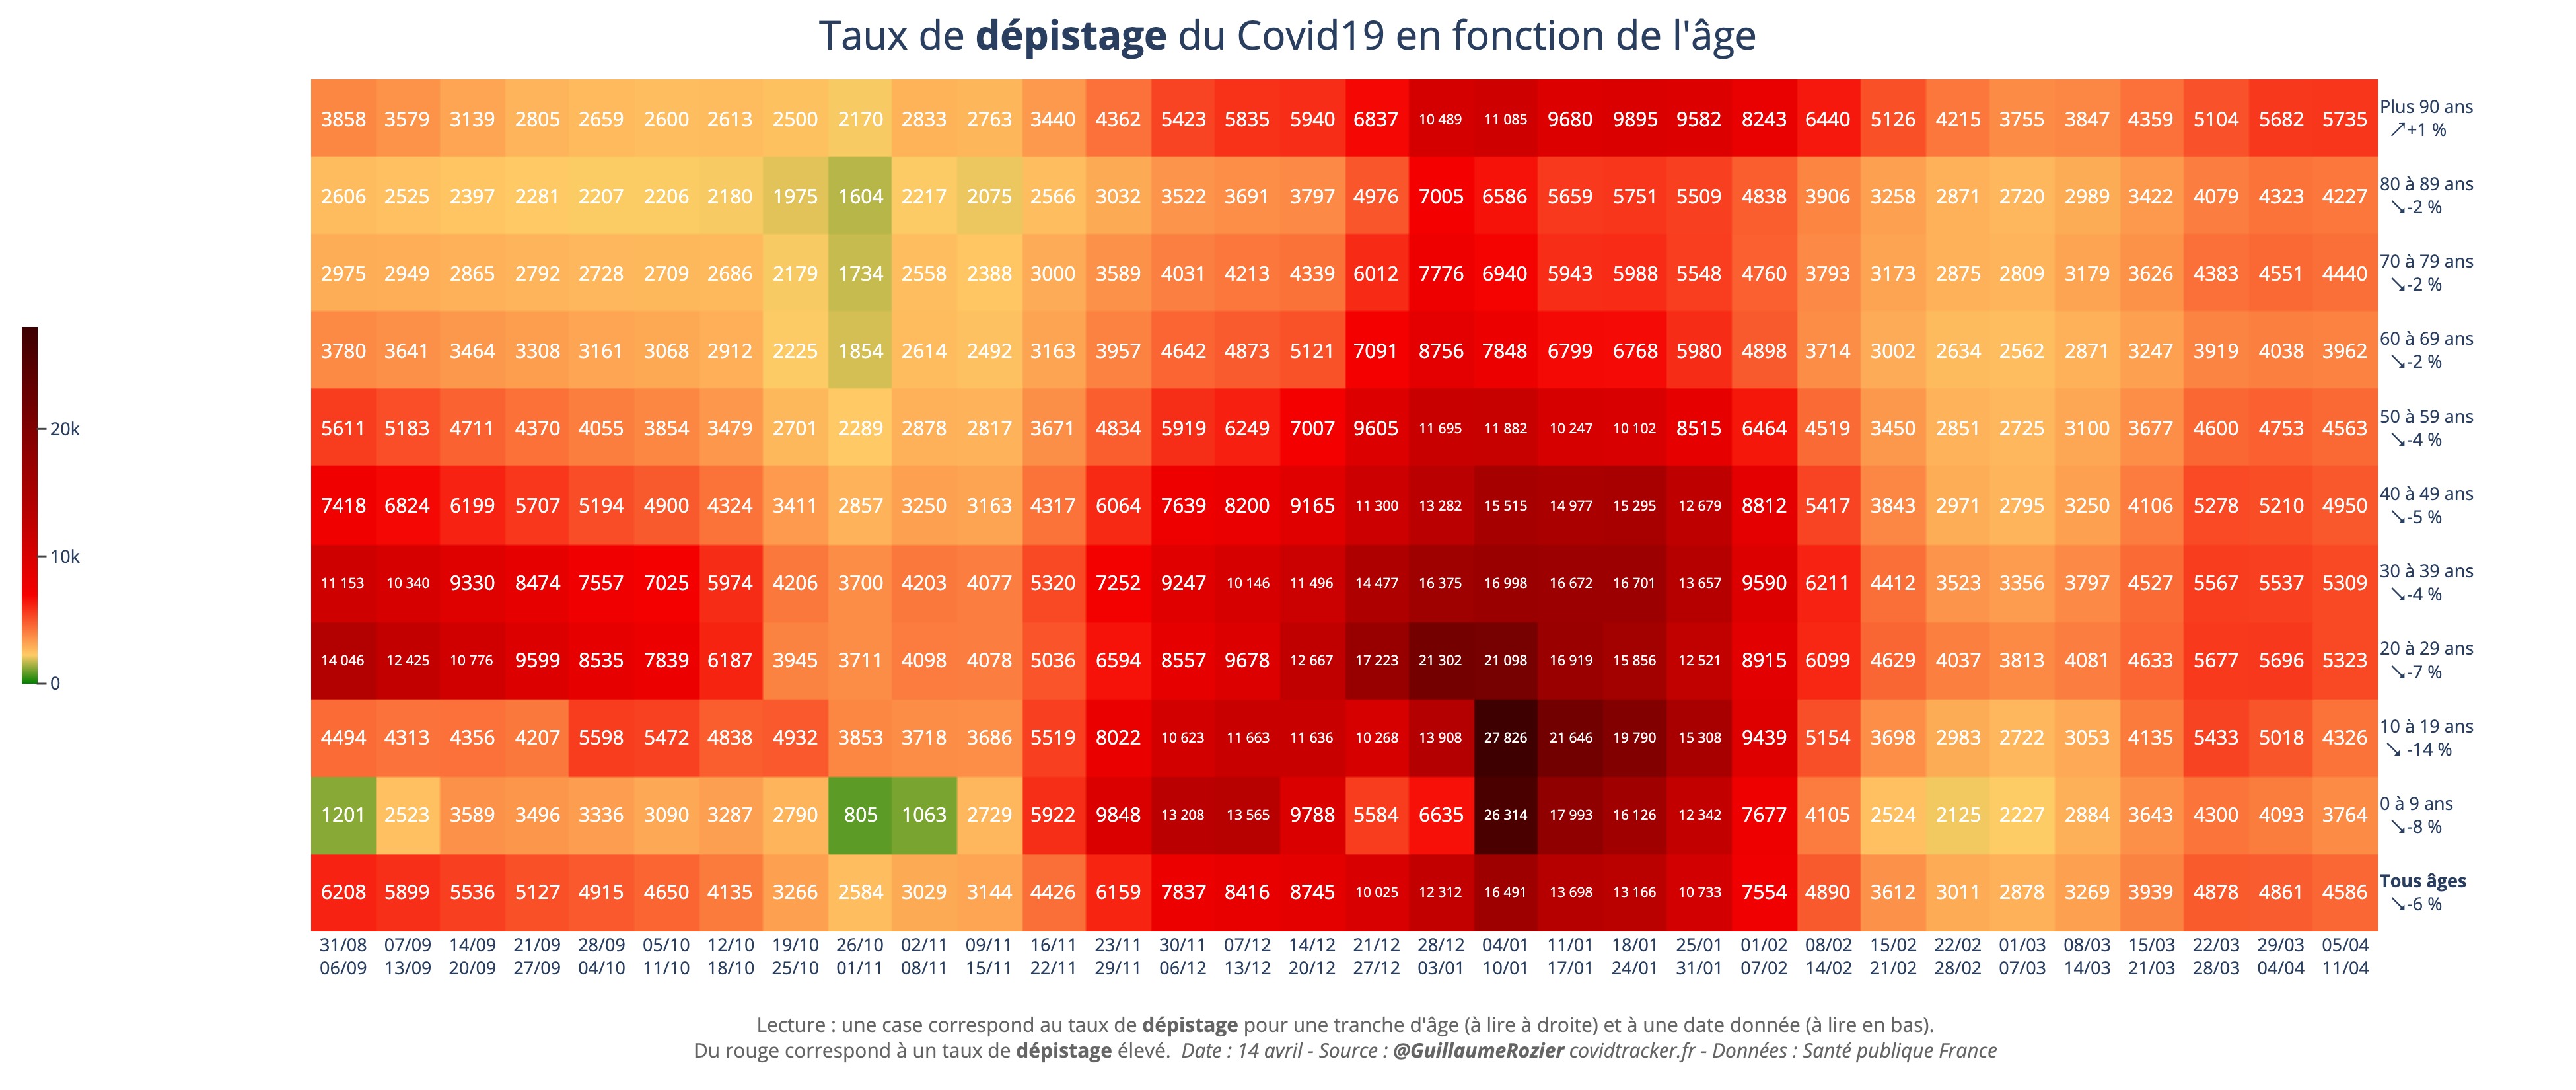 Taux de dépistage du Covid19 en fonction de l'âge
3858 3579 3139 2805 2659 2600 2613 2500 2170 2833 2763 3440 4362 5423 5835 5940 6837 10 489 11 085 9680 9895 9582 8243 6440 5126 4215 3755 3847 4359 5104 5682 5735 Plus 90 ans
↗+1 %
2606 2525 2397 2281 2207 2206 2180 1975 1604 2217 2075 2566 3032 3522 3691 3797 4976 7005 6586 5659 5751 5509 4838 3906 3258 2871 2720 2989 3422 4079 4323 4227 80 à 89 ans
↘-2 %
2975 2949 2865 2792 2728 2709 2686 2179 1734 2558 2388 3000 3589 4031 4213 4339 6012 7776 6940 5943 5988 5548 4760 3793 3173 2875 2809 3179 3626 4383 4551 4440 70 à 79 ans
↘-2 %
3780 3641 3464 3308 3161 3068 2912 2225 1854 2614 2492 3163 3957 4642 4873 5121 7091 8756 7848 6799 6768 5980 4898 3714 3002 2634 2562 2871 3247 3919 4038 3962 60 à 69 ans
↘-2 %
5611 5183 4711 4370 4055 3854 3479 2701 2289 2878 2817 3671 4834 5919 6249 7007 9605 11 695 11 882 10 247 10 102 8515 6464 4519 3450 2851 2725 3100 3677 4600 4753 4563 50 à 59 ans
↘-4 %
7418 6824 6199 5707 5194 4900 4324 3411 2857 3250 3163 4317 6064 7639 8200 9165 11 300 13 282 15 515 14 977 15 295 12 679 8812 5417 3843 2971 2795 3250 4106 5278 5210 4950 40 à 49 ans
↘-5 %
11 153 10 340 9330 8474 7557 7025 5974 4206 3700 4203 4077 5320 7252 9247 10 146 11 496 14 477 16 375 16 998 16 672 16 701 13 657 9590 6211 4412 3523 3356 3797 4527 5567 5537 5309 30 à 39 ans
↘-4 %
14 046 12 425 10 776 9599 8535 7839 6187 3945 3711 4098 4078 5036 6594 8557 9678 12 667 17 223 21 302 21 098 16 919 15 856 12 521 8915 6099 4629 4037 3813 4081 4633 5677 5696 5323 20 à 29 ans
↘-7 %
4494 4313 4356 4207 5598 5472 4838 4932 3853 3718 3686 5519 8022 10 623 11 663 11 636 10 268 13 908 27 826 21 646 19 790 15 308 9439 5154 3698 2983 2722 3053 4135 5433 5018 4326 10 à 19 ans
↘ -14 %
1201 2523 3589 3496 3336 3090 3287 2790 805 1063 2729 5922 9848 13 208 13 565 9788 5584 6635 26 314 17 993 16 126 12 342 7677 4105 2524 2125 2227 2884 3643 4300 4093 3764 0 à 9 ans
↘-8 %
6208 5899 5536 5127 4915 4650 4135 3266 2584 3029 3144 4426 6159 7837 8416 8745 10 025 12 312 16 491 13 698 13 166 10 733 7554 4890 3612 3011 2878 3269 3939 4878 4861 4586 Tous âges
↘-6 %
20k
10k
0
31/08 07/09 14/09 21/09 28/09 05/10 12/10 19/10 26/10 02/11 09/11 16/11 23/11 30/11 07/12 14/12 21/12 28/12 04/01 11/01 18/01 25/01 01/02 08/02 15/02 22/02 01/03 08/03 15/03 22/03 29/03 05/04
06/09 13/09 20/09 27/09 04/10 11/10 18/10 25/10 01/11 08/11 15/11 22/11 29/11 06/12 13/12 20/12 27/12 03/01 10/01 17/01 24/01 31/01 07/02 14/02 21/02 28/02 07/03 14/03 21/03 28/03 04/04 11/04
Lecture : une case correspond au taux de dépistage pour une tranche d'âge (à lire à droite) et à une date donnée (à lire en bas).
Du rouge correspond à un taux de dépistage élevé. Date : 14 avril - Source : @GuillaumeRozier covidtracker.fr - Données : Santé publique France